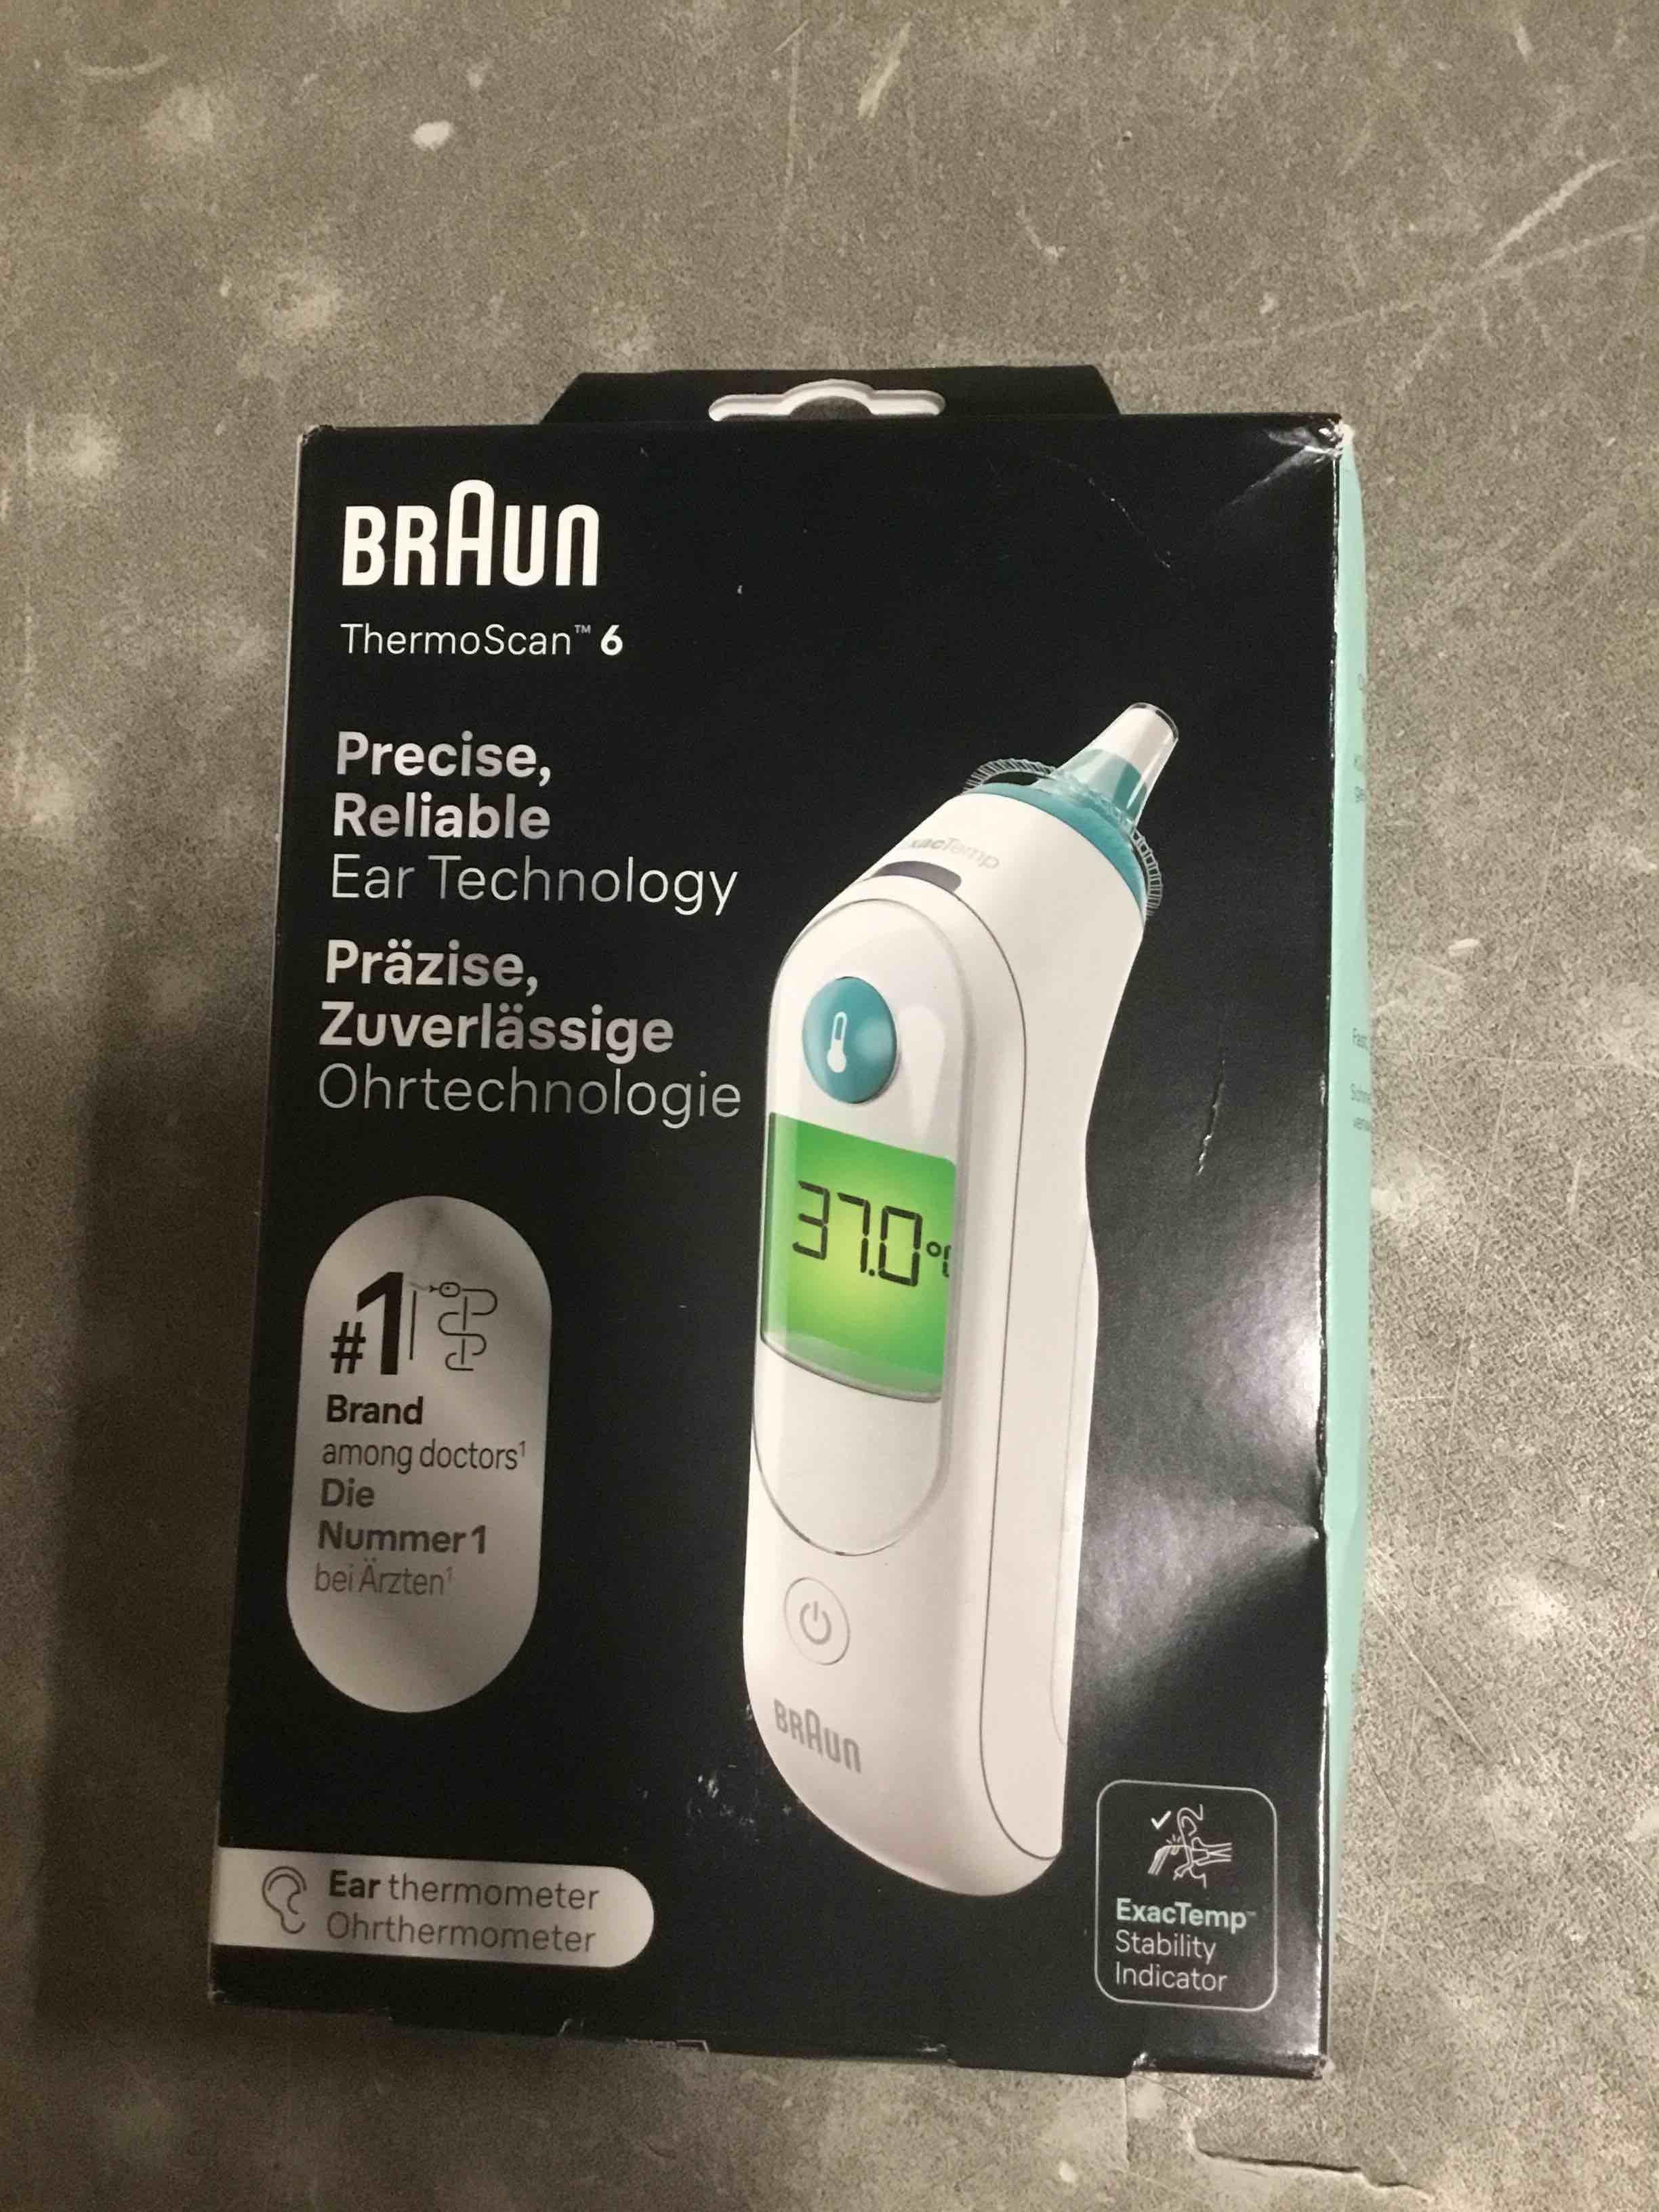 BRAUN
ThermoScan™ 6
Precise,
Reliable
Ear Technology
Präzise,
Zuverlässige
Ohrtechnologie
#1
Brand
among doctors¹
Die
Nummer 1
bei Ärzten¹
37.0
BRAUN
Ear thermometer
Ohrthermometer
ExacTemp™
Stability
Indicator